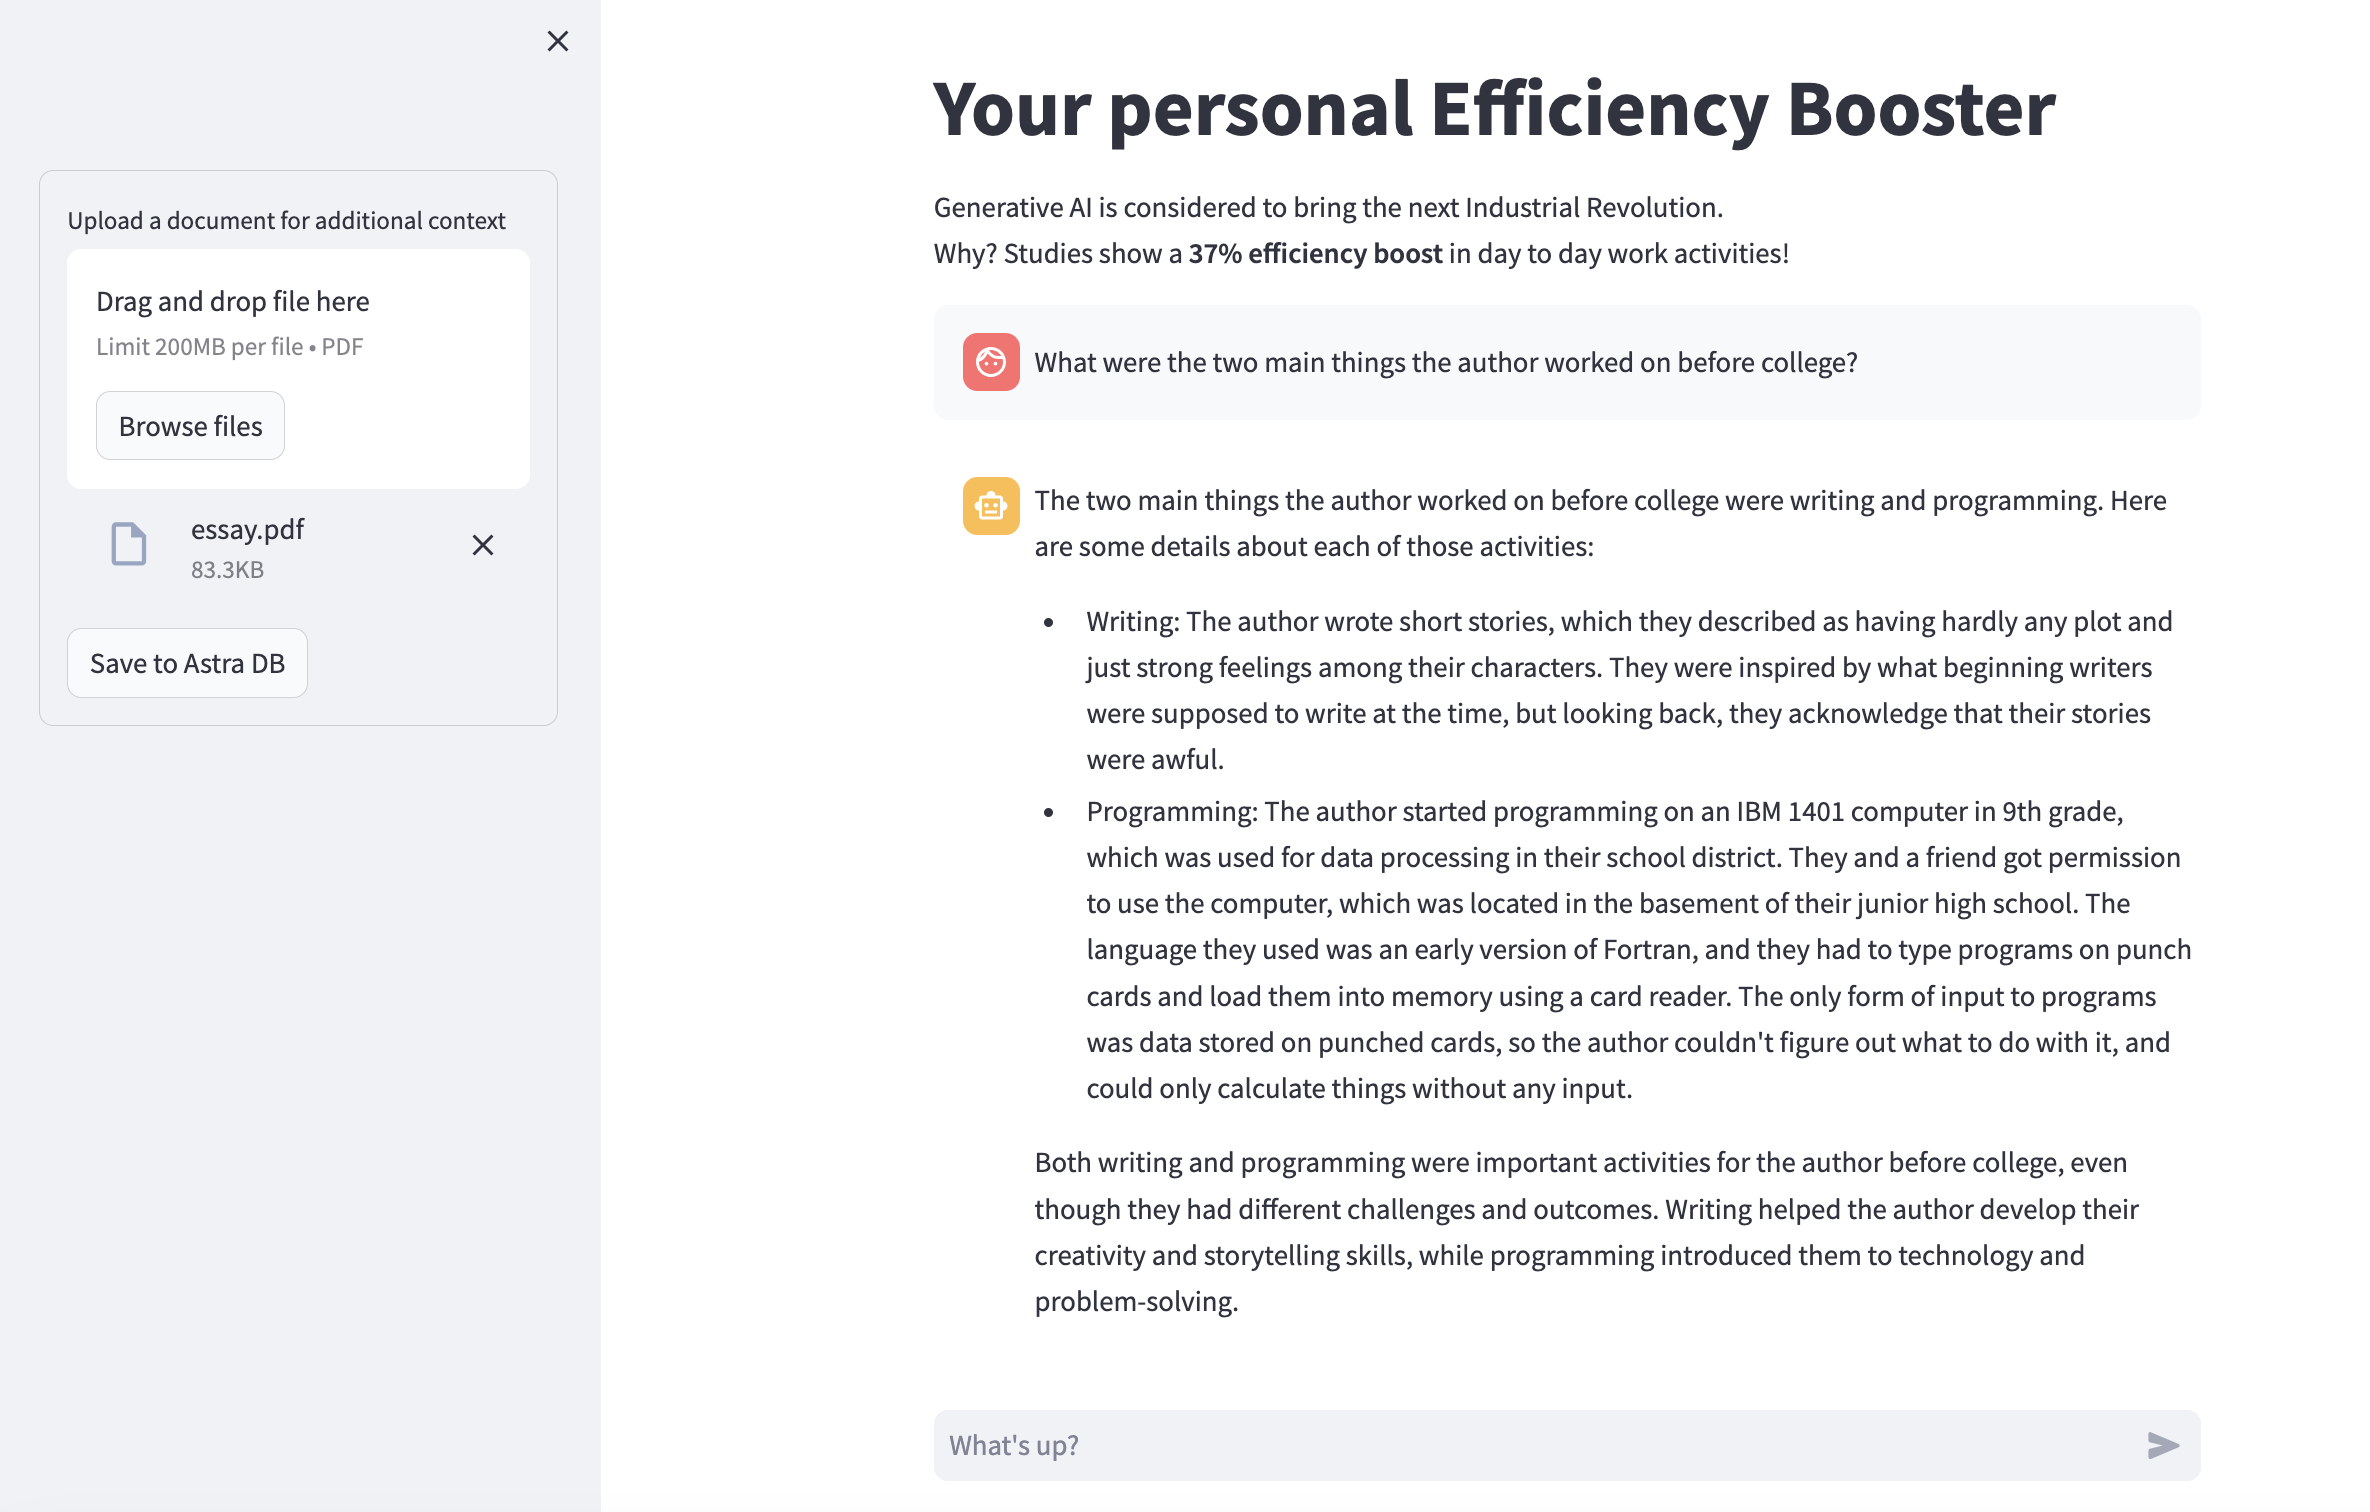 Upload a document for additional context
Drag and drop file here
Limit 200MB per file • PDF
Browse files
essay.pdf
83.3KB
Save to Astra DB
Your personal Efficiency Booster
Generative AI is considered to bring the next Industrial Revolution.
Why? Studies show a 37% efficiency boost in day to day work activities!
What were the two main things the author worked on before college?
The two main things the author worked on before college were writing and programming. Here
are some details about each of those activities:
• Writing: The author wrote short stories, which they described as having hardly any plot and
just strong feelings among their characters. They were inspired by what beginning writers
were supposed to write at the time, but looking back, they acknowledge that their stories
were awful.
• Programming: The author started programming on an IBM 1401 computer in 9th grade,
which was used for data processing in their school district. They and a friend got permission
to use the computer, which was located in the basement of their junior high school. The
language they used was an early version of Fortran, and they had to type programs on punch
cards and load them into memory using a card reader. The only form of input to programs
was data stored on punched cards, so the author couldn't figure out what to do with it, and
could only calculate things without any input.
Both writing and programming were important activities for the author before college, even
though they had different challenges and outcomes. Writing helped the author develop their
creativity and storytelling skills, while programming introduced them to technology and
problem-solving.
What's up?